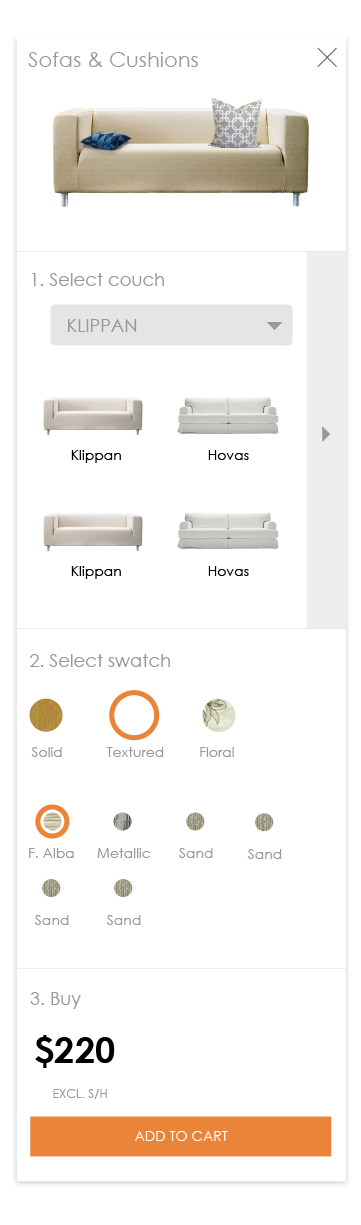 Sofas & Cushions
1. Select couch
KLIPPAN
Klippan Hovas
Klippan Hovas
2. Select swatch
Solid Textured Floral
F. Alba Metallic Sand Sand
Sand Sand
3. Buy
$220
EXCL. S/H
ADD TO CART